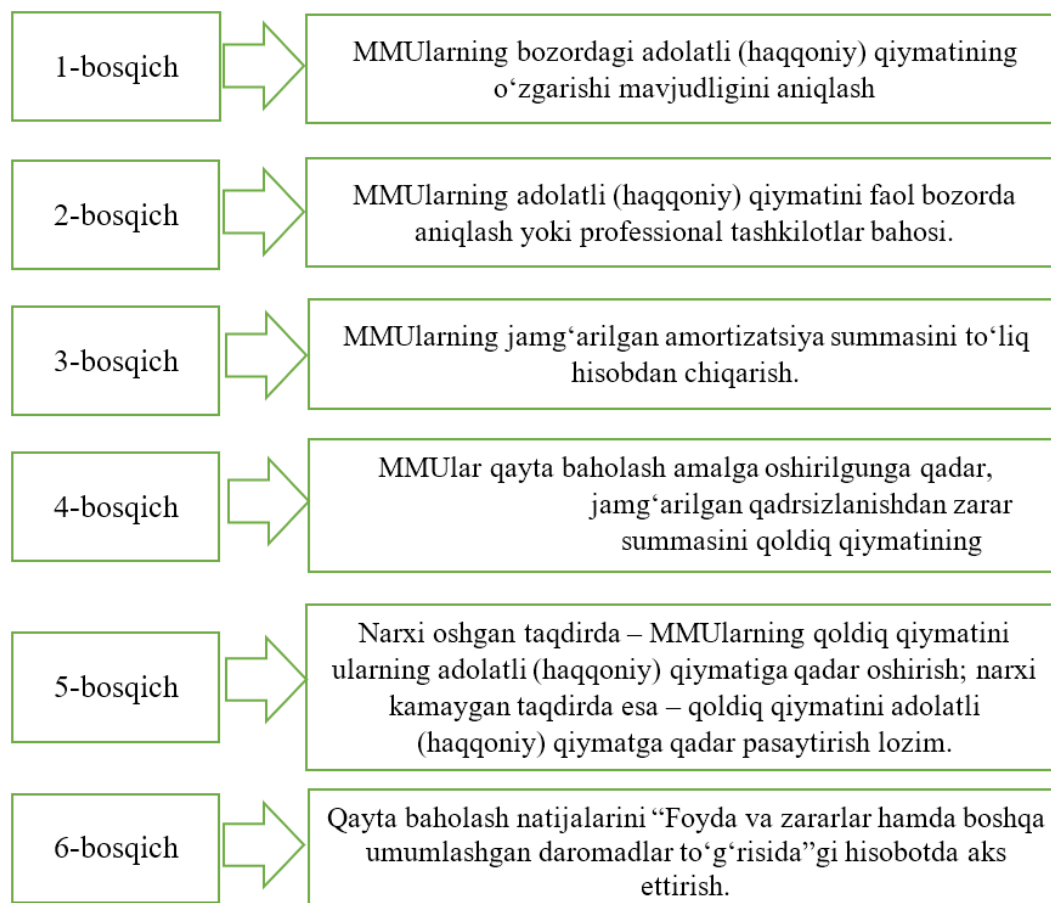 1-bosqich
MMUlarning bozordagi adolatli (haqqoniy) qiymatining
o‘zgarishi mavjudligini aniqlash
2-bosqich
MMUlarning adolatli (haqqoniy) qiymatini faol bozorda
aniqlash yoki professional tashkilotlar bahosi.
3-bosqich
MMUlarning jamg‘arilgan amortizatsiya summasini to‘liq
hisobdan chiqarish.
4-bosqich
MMUlar qayta baholash amalga oshirilgunga qadar,
jamg‘arilgan qadrsizlanishdan zarar
summasini qoldiq qiymatining
5-bosqich
Narxi oshgan taqdirda – MMUlarning qoldiq qiymatini
ularning adolatli (haqqoniy) qiymatiga qadar oshirish; narxi
kamaygan taqdirda esa – qoldiq qiymatini adolatli
(haqqoniy) qiymatga qadar pasaytirish lozim.
6-bosqich
Qayta baholash natijalarini “Foyda va zararlar hamda boshqa
umumlashgan daromadlar to‘g‘risida”gi hisobotda aks
ettirish.